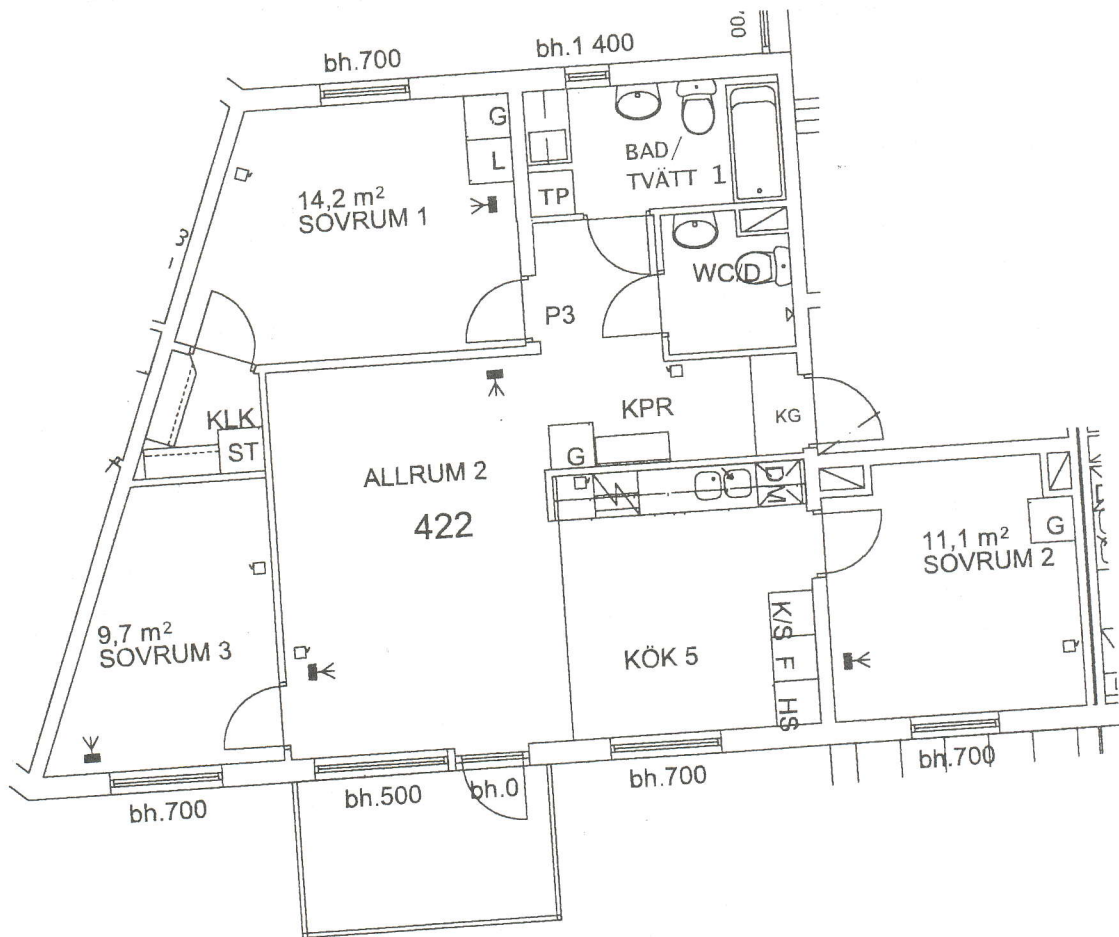 bh.700
bh.1 400
00.
G
L
14,2 m²
SOVRUM 1
BAD/
TVÄTT 1
TP
WC/D
P3
KLK
ST
KPR
KG
G
ALLRUM 2
422
DM
11,1 m²
SOVRUM 2
G
9,7 m²
SOVRUM 3
KÖK 5
K/S
F
HS
bh.700
bh.500
bh.0
bh.700
bh.700